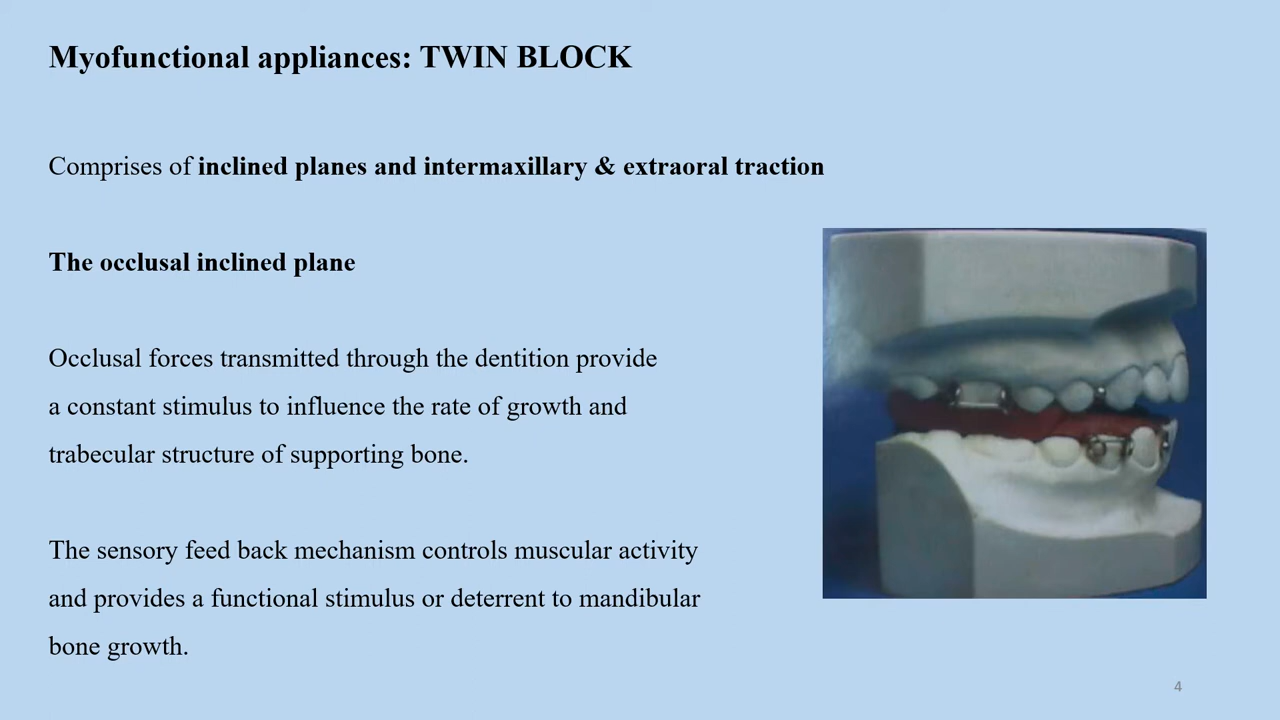 Myofunctional appliances: TWIN BLOCK
Comprises of inclined planes and intermaxillary & extraoral traction
The occlusal inclined plane
Occlusal forces transmitted through the dentition provide
a constant stimulus to influence the rate of growth and
trabecular structure of supporting bone.
The sensory feed back mechanism controls muscular activity
and provides a functional stimulus or deterrent to mandibular
bone growth.
4